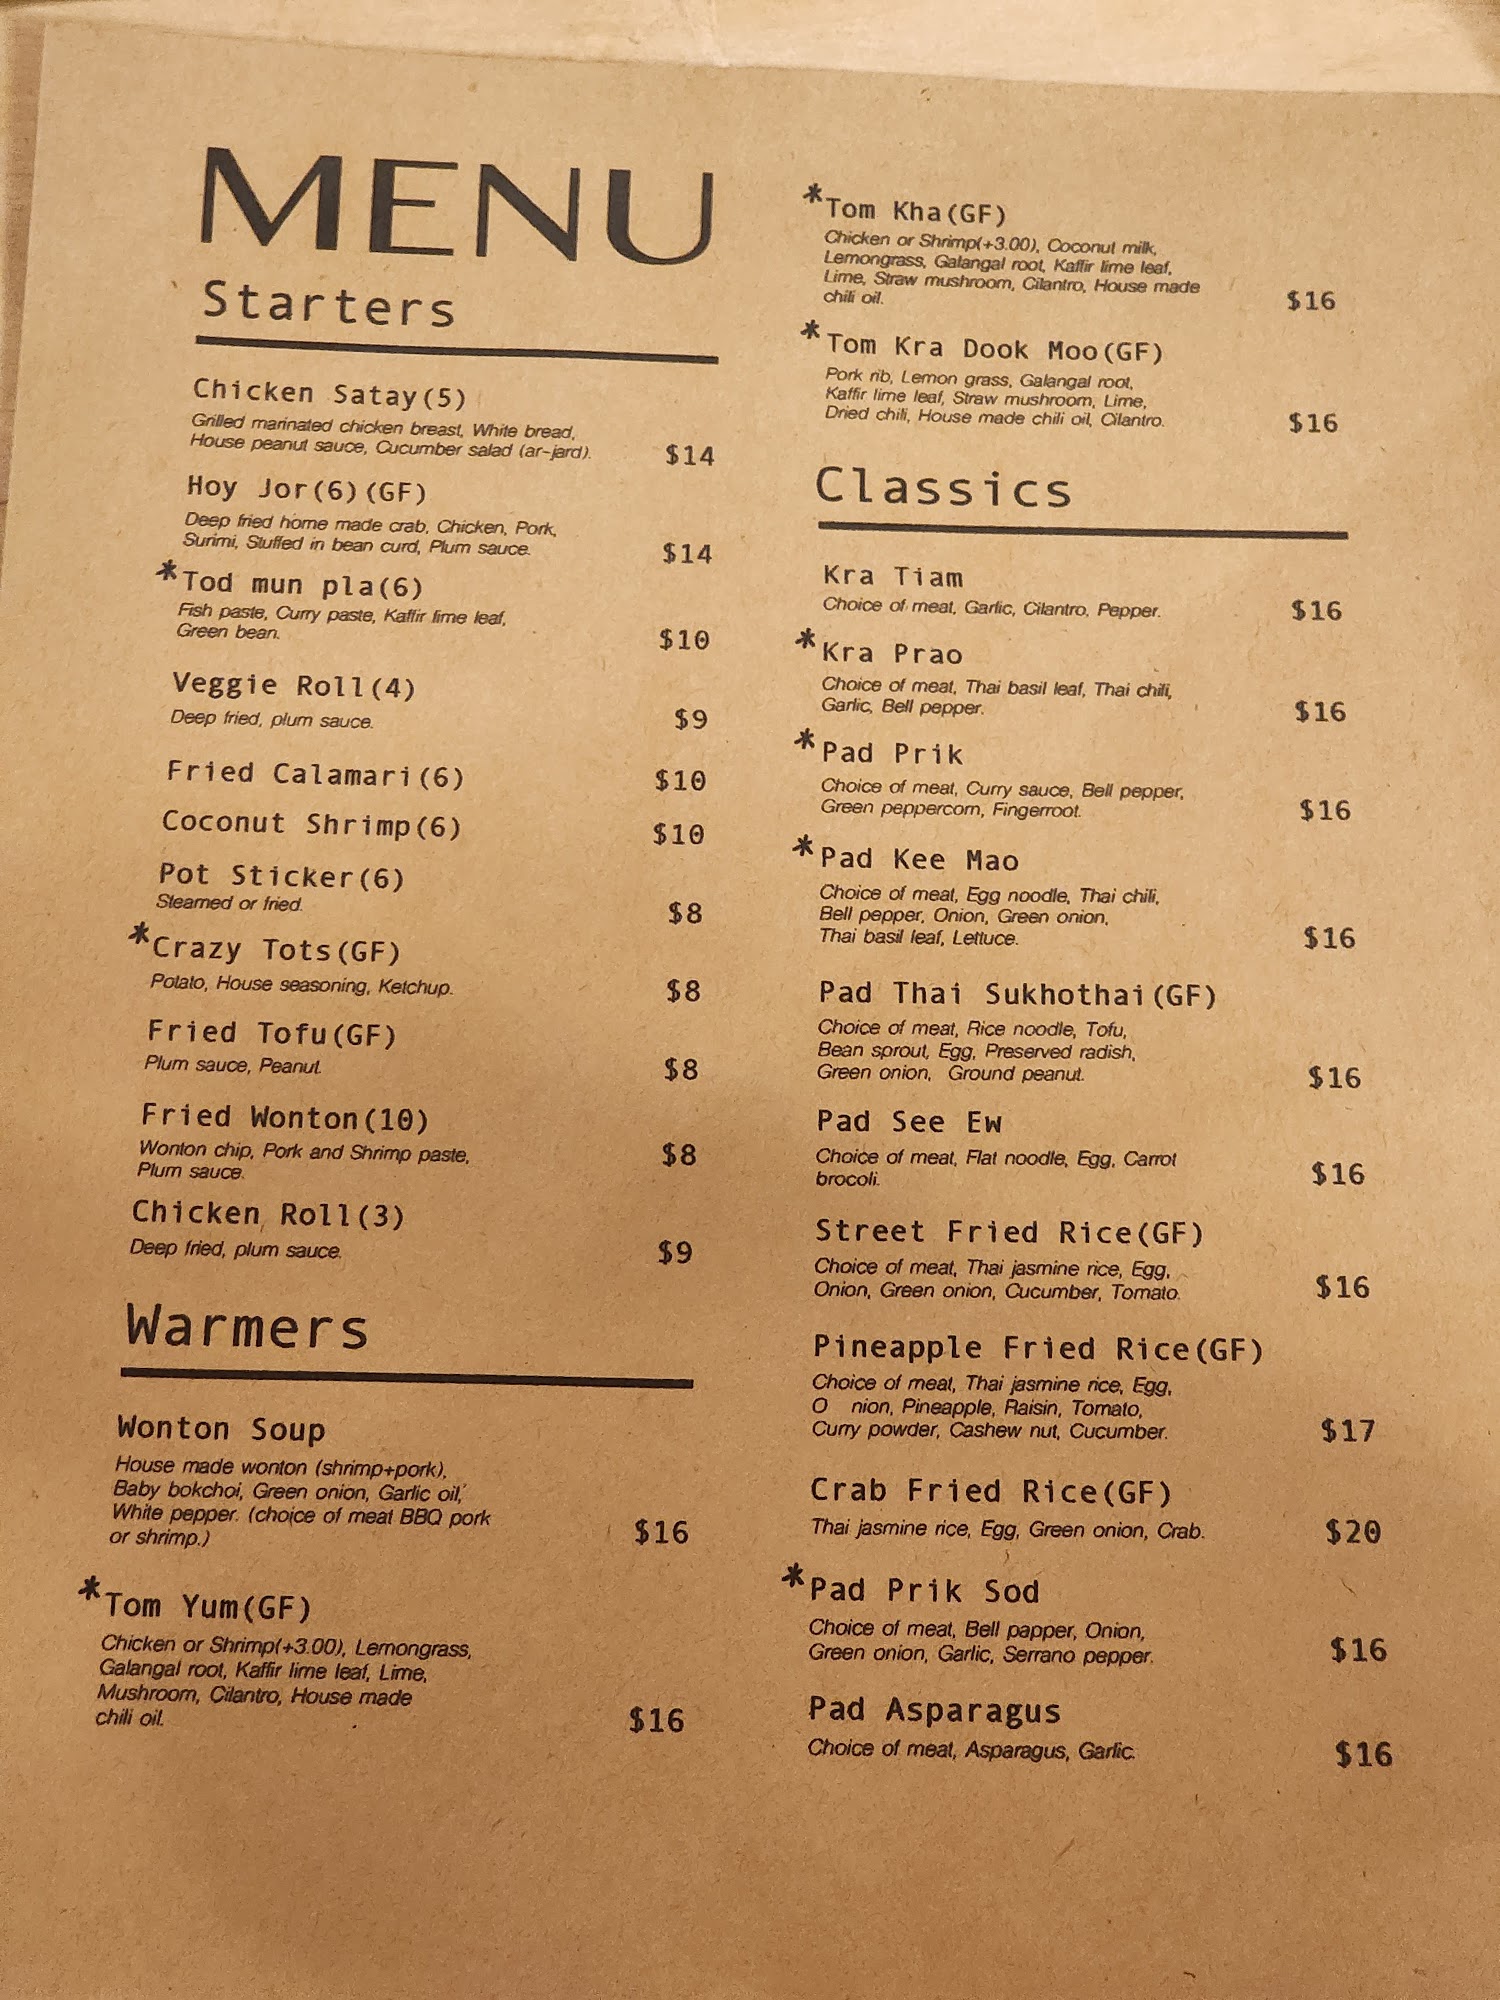 MENU
Starters
Chicken Satay(5)
Grilled marinated chicken breast, White bread,
House peanut sauce, Cucumber salad (ar-jard).
$14
Hoy Jor(6)(GF)
Deep fried home made crab, Chicken, Pork,
Surimi, Stuffed in bean curd, Plum sauce.
$14
*Tod mun pla(6)
Fish paste, Curry paste, Kaffir lime leaf,
Green bean.
$10
Veggie Roll(4)
Deep fried, plum sauce.
$9
Fried Calamari(6) $10
Coconut Shrimp(6) $10
Pot Sticker(6)
Steamed or fried.
$8
*Crazy Tots(GF)
Potato, House seasoning, Ketchup.
$8
Fried Tofu(GF)
Plum sauce, Peanut.
$8
Fried Wonton(10)
Wonton chip, Pork and Shrimp paste,
Plum sauce.
$8
Chicken Roll(3)
Deep fried, plum sauce.
$9
Warmers
Wonton Soup
House made wonton (shrimp+pork),
Baby bokchoi, Green onion, Garlic oil,
White pepper. (choice of meat BBQ pork
or shrimp.)
$16
*Tom Yum(GF)
Chicken or Shrimp(+3.00), Lemongrass,
Galangal root, Kaffir lime leaf, Lime,
Mushroom, Cilantro, House made
chili oil.
$16
*Tom Kha(GF)
Chicken or Shrimp(+3.00), Coconut milk,
Lemongrass, Galangal root, Kaffir lime leaf,
Lime, Straw mushroom, Cilantro, House made
chili oil.
$16
*Tom Kra Dook Moo(GF)
Pork rib, Lemon grass, Galangal root,
Kaffir lime leaf, Straw mushroom, Lime,
Dried chili, House made chili oil, Cilantro.
$16
Classics
Kra Tiam
Choice of meat, Garlic, Cilantro, Pepper.
$16
*Kra Prao
Choice of meat, Thai basil leaf, Thai chili,
Garlic, Bell pepper.
$16
*Pad Prik
Choice of meat, Curry sauce, Bell pepper,
Green peppercorn, Fingerroot.
$16
*Pad Kee Mao
Choice of meat, Egg noodle, Thai chili,
Bell pepper, Onion, Green onion,
Thai basil leaf, Lettuce.
$16
Pad Thai Sukhothai(GF)
Choice of meat, Rice noodle, Tofu,
Bean sprout, Egg, Preserved radish,
Green onion, Ground peanut.
$16
Pad See Ew
Choice of meat, Flat noodle, Egg, Carrot
brocoli.
$16
Street Fried Rice(GF)
Choice of meat, Thai jasmine rice, Egg,
Onion, Green onion, Cucumber, Tomato.
$16
Pineapple Fried Rice(GF)
Choice of meat, Thai jasmine rice, Egg,
O nion, Pineapple, Raisin, Tomato,
Curry powder, Cashew nut, Cucumber.
$17
Crab Fried Rice(GF)
Thai jasmine rice, Egg, Green onion, Crab.
$20
*Pad Prik Sod
Choice of meat, Bell papper, Onion,
Green onion, Garlic, Serrano pepper.
$16
Pad Asparagus
Choice of meat, Asparagus, Garlic.
$16